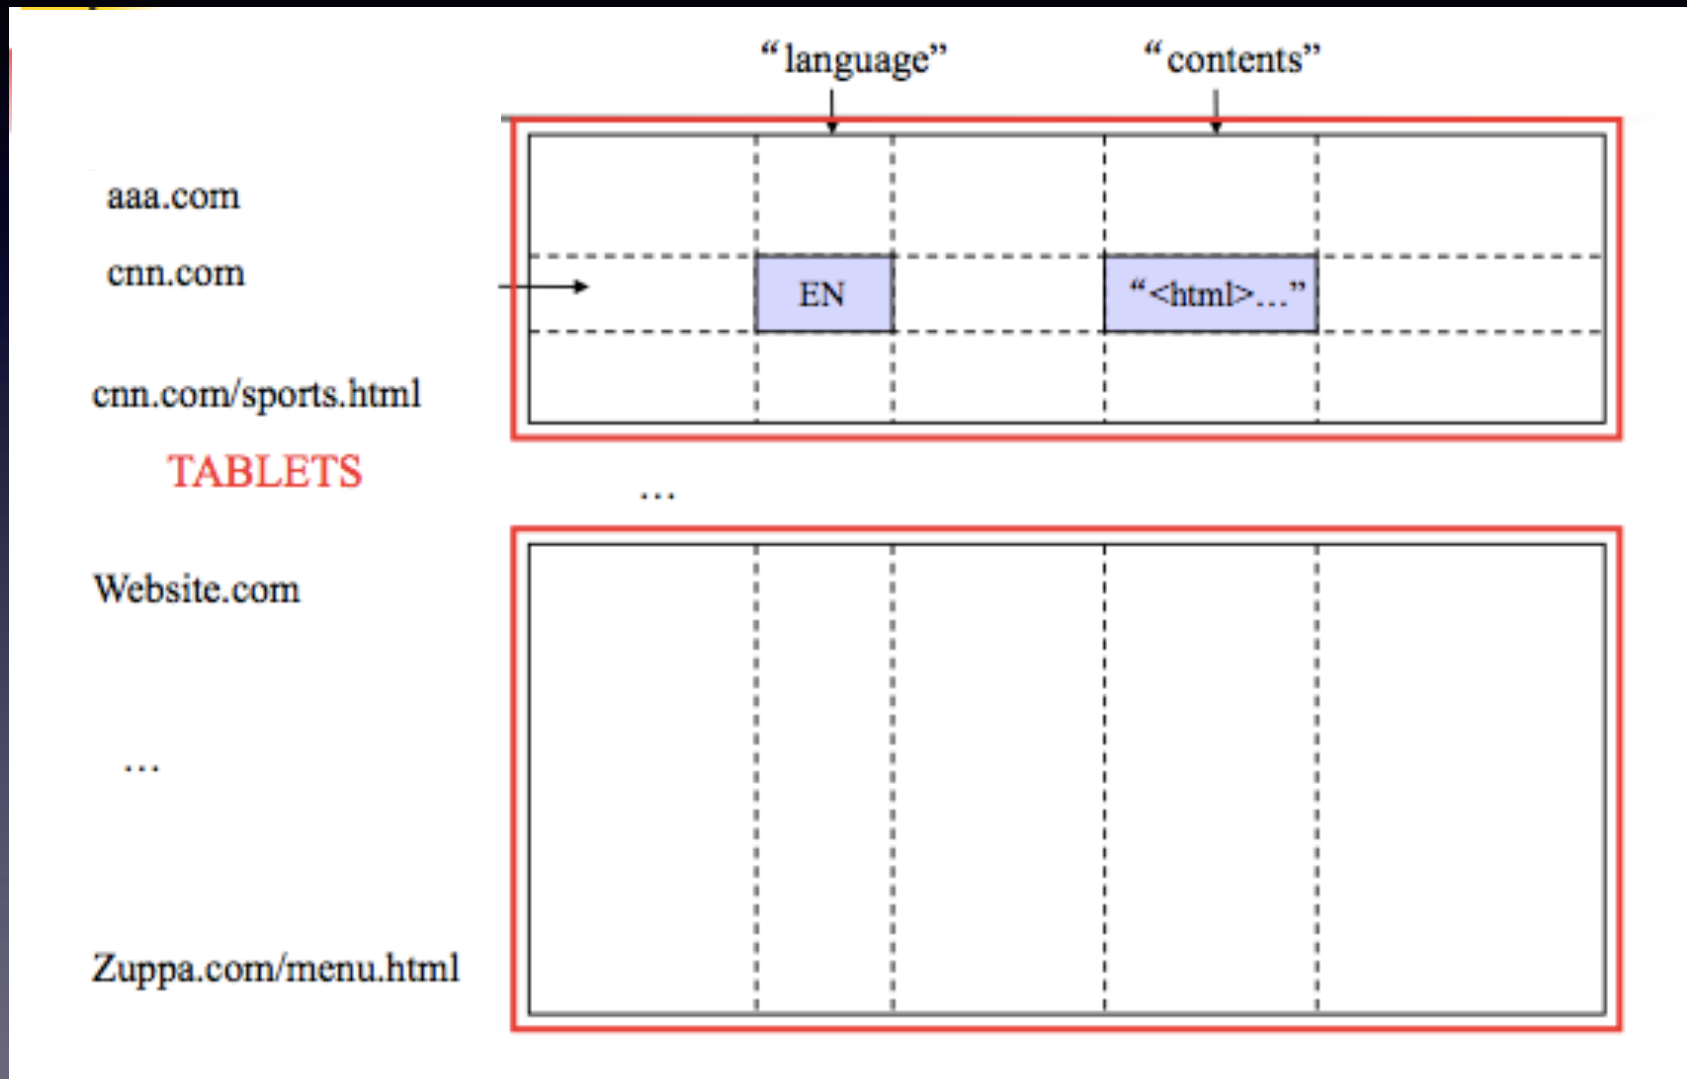 “language” “contents”
aaa.com
cnn.com
EN “<html>…”
cnn.com/sports.html
TABLETS
…
Website.com
…
Zuppa.com/menu.html